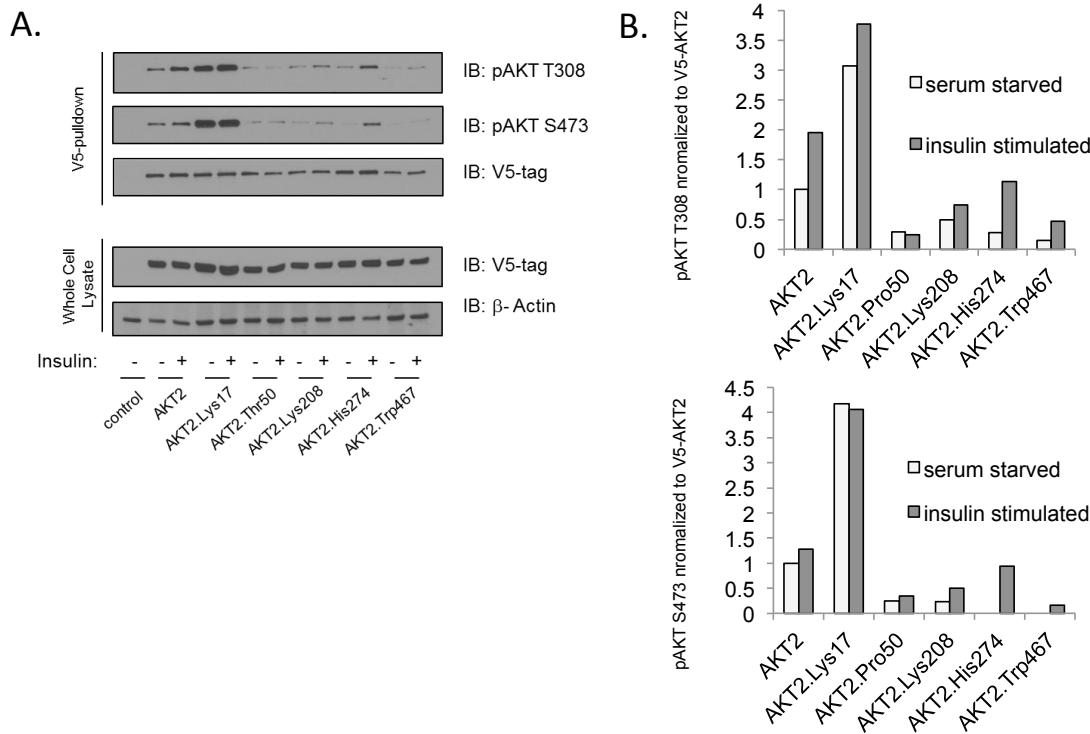 A.
V5-pulldown
IB: pAKT T308
IB: pAKT S473
IB: V5-tag
Whole Cell
Lysate
IB: V5-tag
IB: β- Actin
Insulin: - - + - + - + - + - + - +
control
AKT2
AKT2.Lys17
AKT2.Thr50
AKT2.Lys208
AKT2.His274
AKT2.Trp467
B.
pAKT T308 nromalized to V5-AKT2
4
3.5
3
2.5
2
1.5
1
0.5
0
serum starved
insulin stimulated
AKT2
AKT2.Lys17
AKT2.Pro50
AKT2.Lys208
AKT2.His274
AKT2.Trp467
pAKT S473 nromalized to V5-AKT2
4.5
4
3.5
3
2.5
2
1.5
1
0.5
0
serum starved
insulin stimulated
AKT2
AKT2.Lys17
AKT2.Pro50
AKT2.Lys208
AKT2.His274
AKT2.Trp467